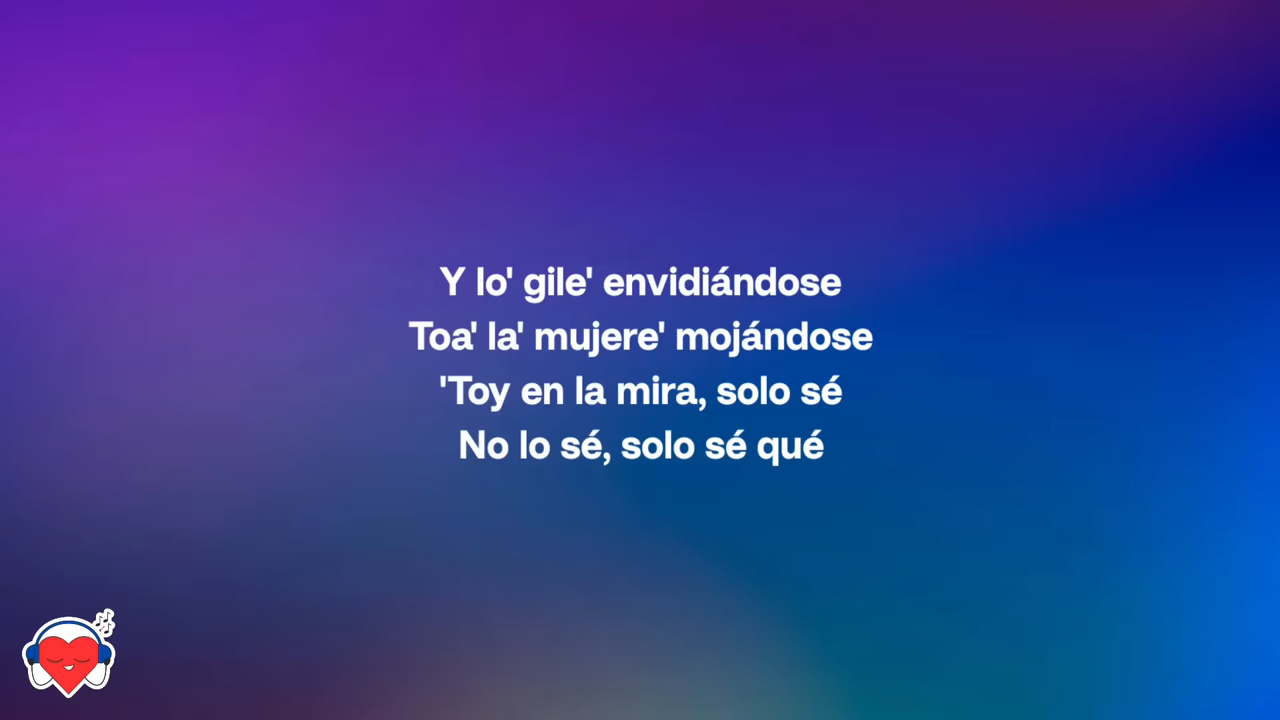 Y lo' gile' envidiándose
Toa' la' mujere' mojándose
'Toy en la mira, solo sé
No lo sé, solo sé qué